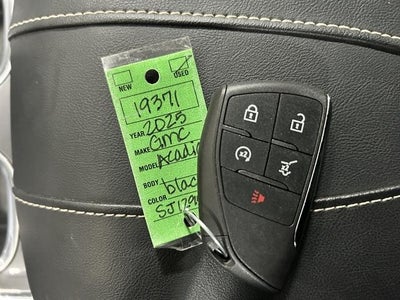 NEW
USED
19371
YEAR 2025
MAKE GMC
MODEL Acadia
BODY
COLOR black